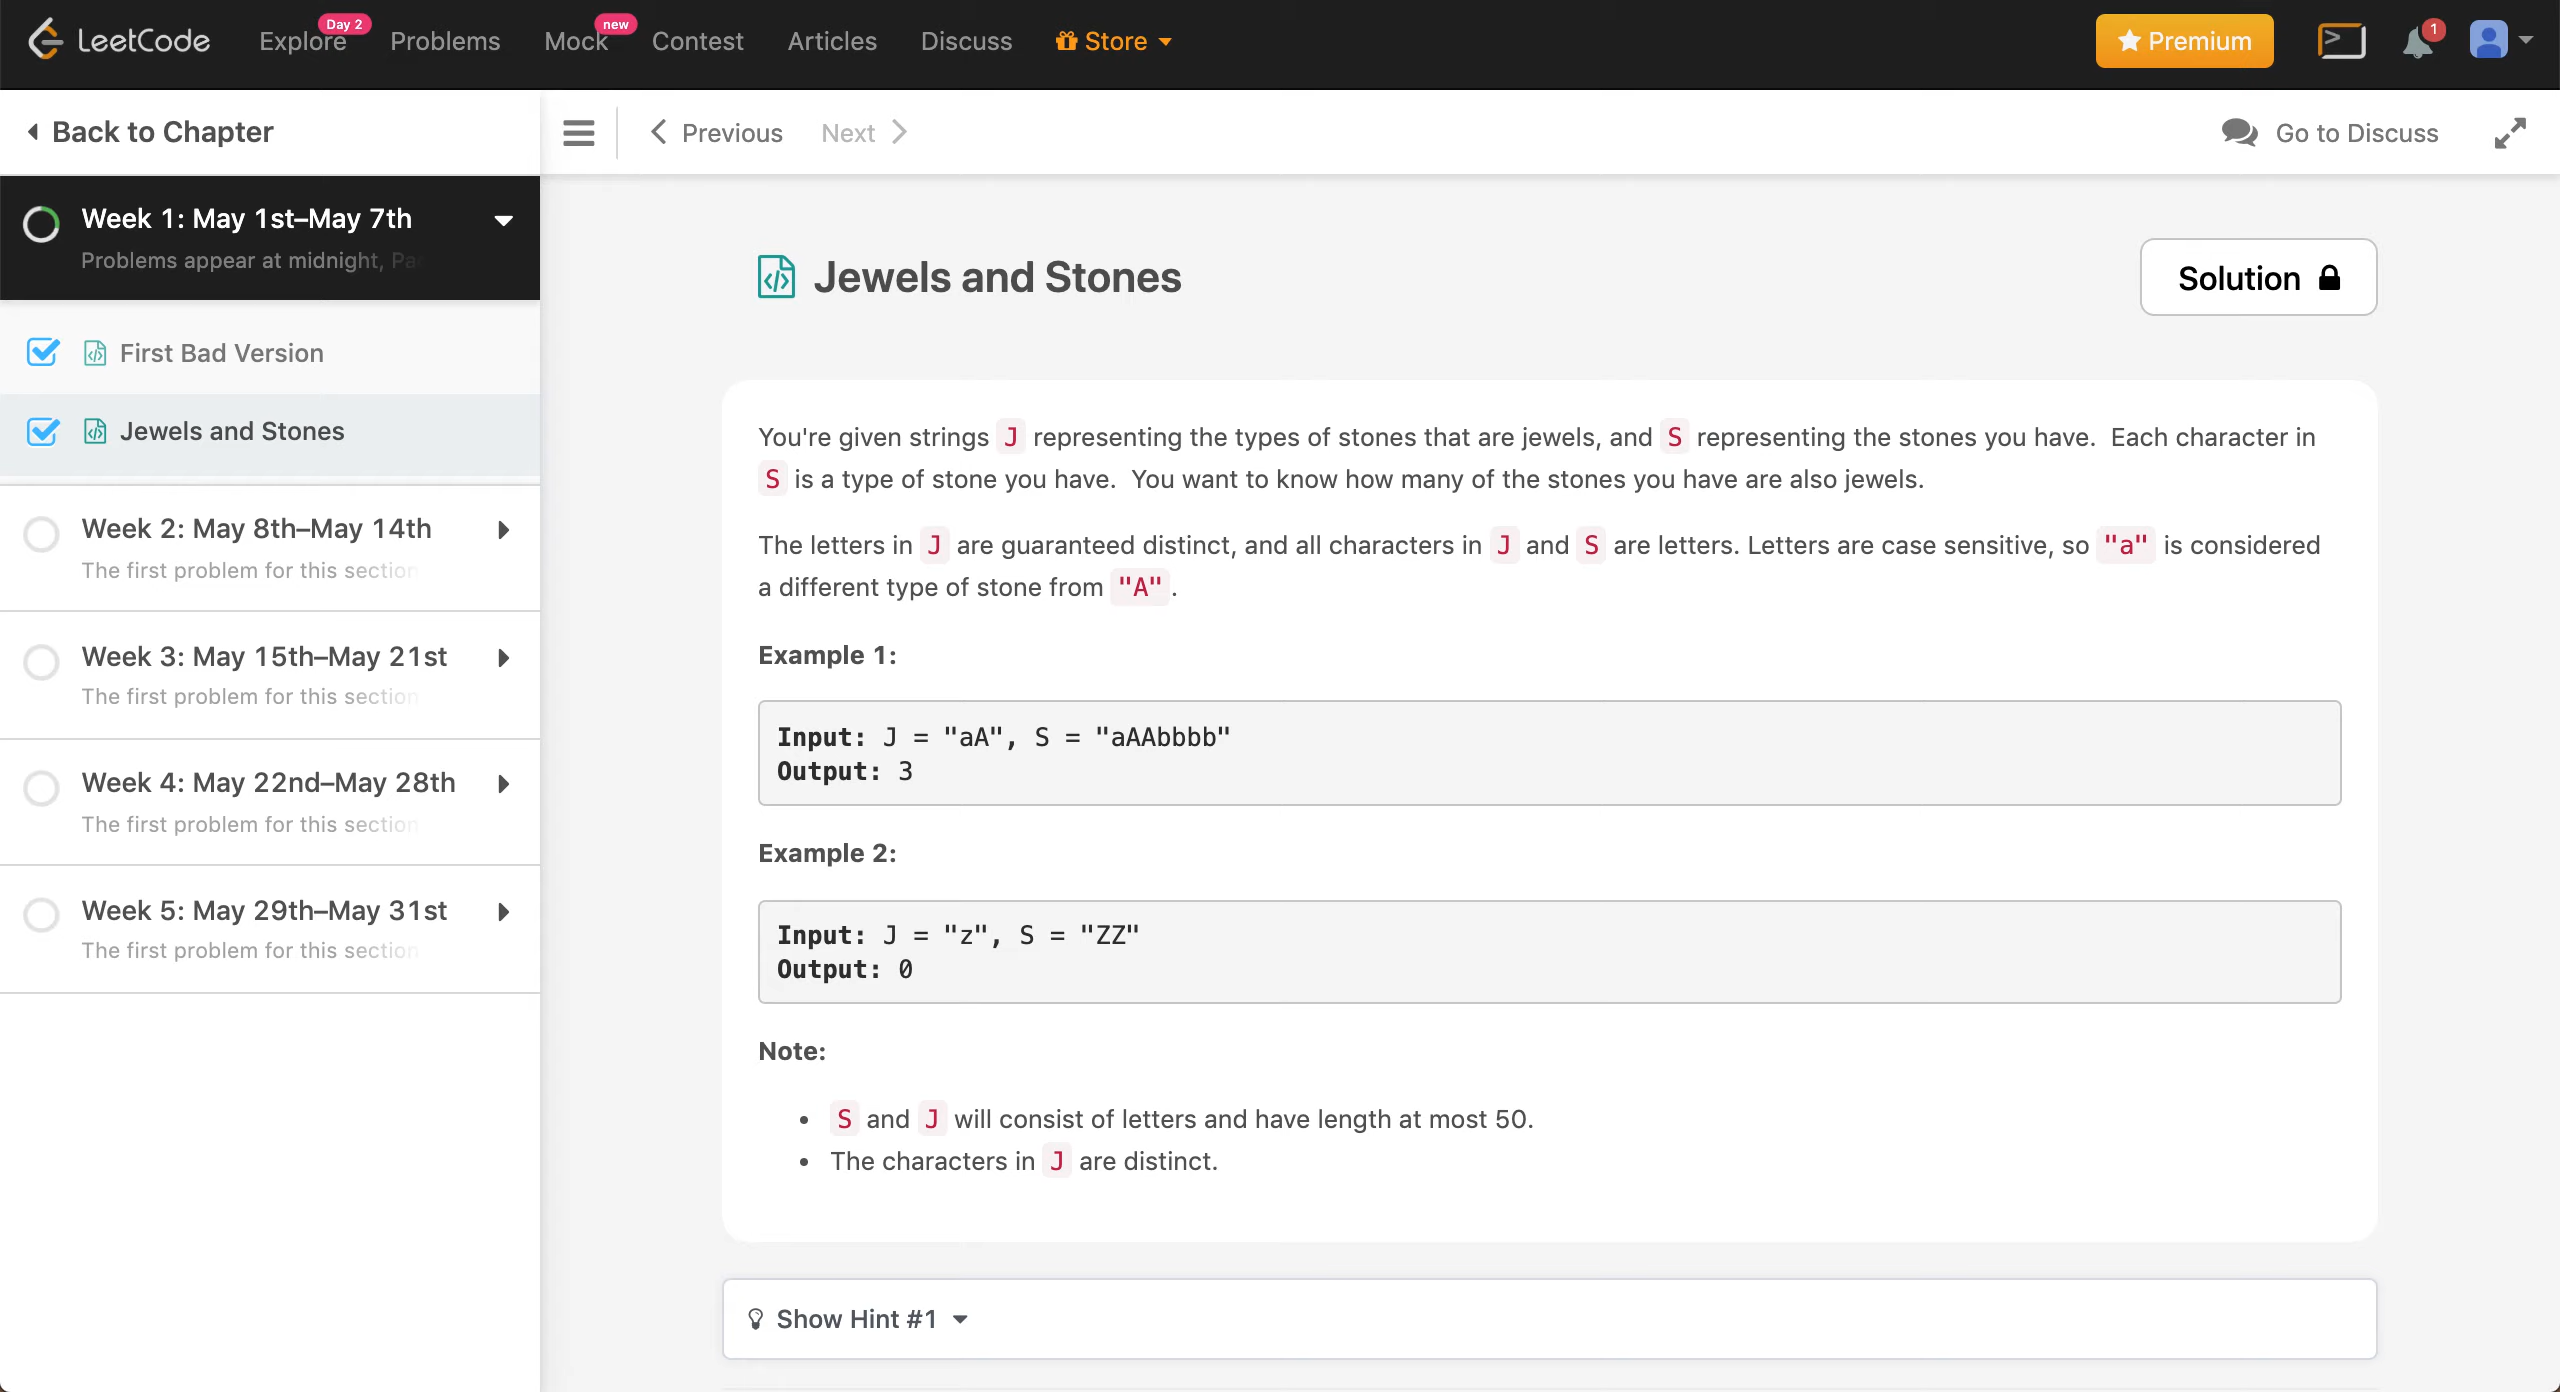 LeetCode Explore Day 2 Problems Mock new Contest Articles Discuss Store Premium 1
Back to Chapter
Previous Next Go to Discuss
Week 1: May 1st–May 7th
Problems appear at midnight,
First Bad Version
Jewels and Stones
Week 2: May 8th–May 14th
The first problem for this section
Week 3: May 15th–May 21st
The first problem for this section
Week 4: May 22nd–May 28th
The first problem for this section
Week 5: May 29th–May 31st
The first problem for this section
Jewels and Stones
Solution
You're given strings J representing the types of stones that are jewels, and S representing the stones you have. Each character in
S is a type of stone you have. You want to know how many of the stones you have are also jewels.
The letters in J are guaranteed distinct, and all characters in J and S are letters. Letters are case sensitive, so "a" is considered
a different type of stone from "A".
Example 1:
Input: J = "aA", S = "aAAbbbb"
Output: 3
Example 2:
Input: J = "z", S = "ZZ"
Output: 0
Note:
• S and J will consist of letters and have length at most 50.
• The characters in J are distinct.
Show Hint #1